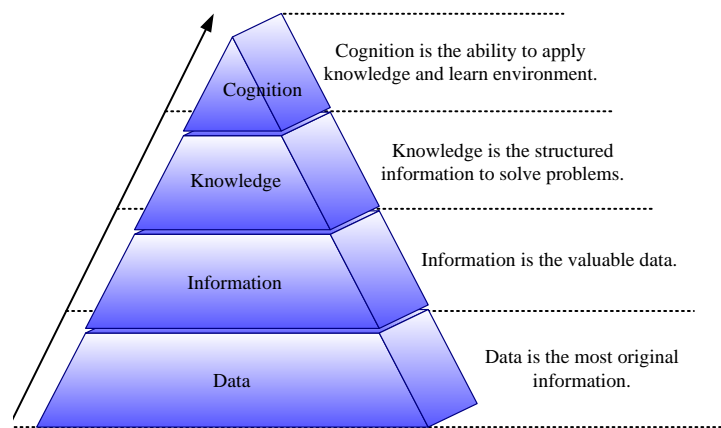 Cognition is the ability to apply
knowledge and learn environment.
Cognition
Knowledge is the structured
information to solve problems.
Knowledge
Information is the valuable data.
Information
Data is the most original
information.
Data